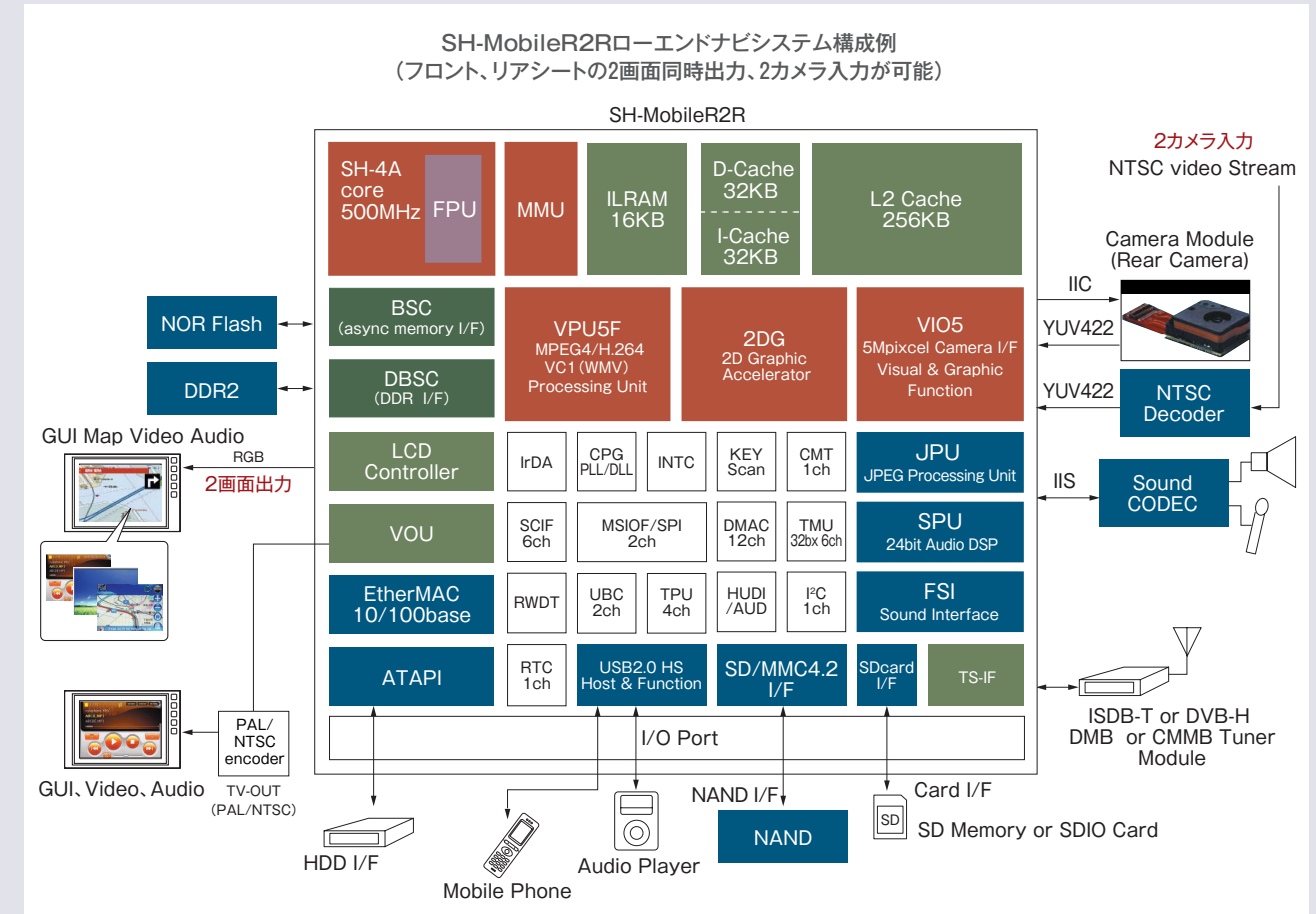 SH-MobileR2Rローエンドナビシステム構成例
（フロント、リアシートの2画面同時出力、2カメラ入力が可能）
SH-MobileR2R
SH-4A
core
500MHz
FPU
MMU
ILRAM
16KB
D-Cache
32KB
I-Cache
32KB
L2 Cache
256KB
2カメラ入力
NTSC video Stream
Camera Module
(Rear Camera)
IIC
YUV422
NOR Flash
BSC
(async memory I/F)
VPU5F
MPEG4/H.264
VC1(WMV)
Processing Unit
2DG
2D Graphic
Accelerator
VIO5
5Mpixcel Camera I/F
Visual & Graphic
Function
DDR2
DBSC
(DDR I/F)
YUV422
NTSC
Decoder
GUI Map Video Audio
RGB
2画面出力
LCD
Controller
IrDA
CPG
PLL/DLL
INTC
KEY
Scan
CMT
1ch
JPU
JPEG Processing Unit
IIS
Sound
CODEC
VOU
SCIF
6ch
MSIOF/SPI
2ch
DMAC
12ch
TMU
32bx 6ch
SPU
24bit Audio DSP
EtherMAC
10/100base
RWDT
UBC
2ch
TPU
4ch
HUDI
/AUD
I²C
1ch
FSI
Sound Interface
ATAPI
RTC
1ch
USB2.0 HS
Host & Function
SD/MMC4.2
I/F
SDcard
I/F
TS-IF
I/O Port
ISDB-T or DVB-H
DMB or CMMB Tuner
Module
PAL/
NTSC
encoder
GUI、Video、Audio
TV-OUT
(PAL/NTSC)
HDD I/F
Mobile Phone
Audio Player
NAND I/F
NAND
Card I/F
SD
SD Memory or SDIO Card